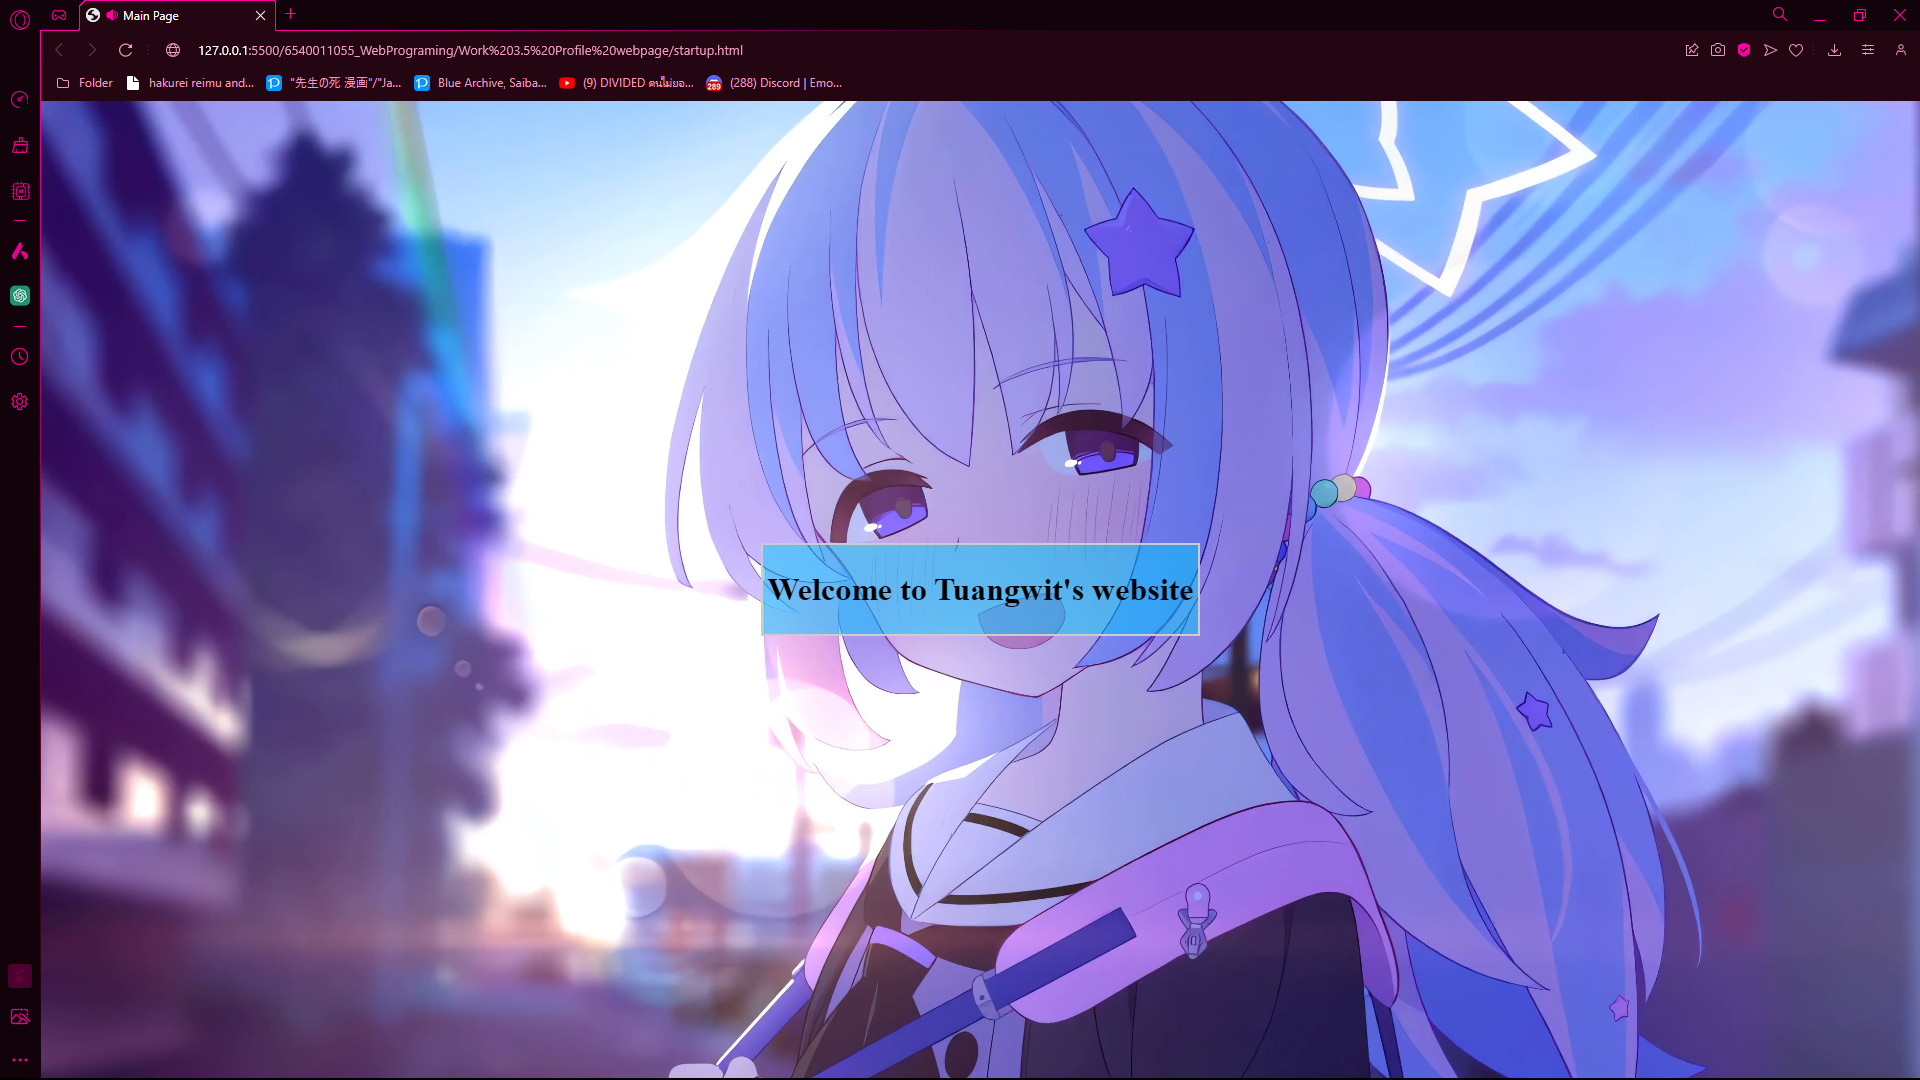 Main Page
127.0.0.1:5500/6540011055_WebPrograming/Work%203.5%20Profile%20webpage/startup.html
Folder
hakurei reimu and...
"先生の死 漫画"/"Ja...
Blue Archive, Saiba...
(9) DIVIDED คนไม่ยอ...
289
(288) Discord | Emo...
Welcome to Tuangwit's website